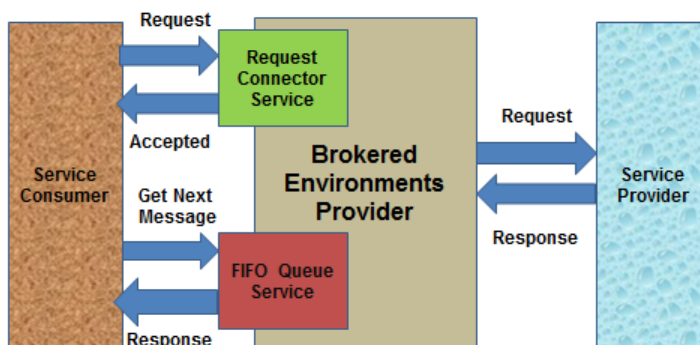 Request
Request
Connector
Service
Accepted
Service
Consumer
Get Next
Message
FIFO Queue
Service
Response
Brokered
Environments
Provider
Request
Response
Service
Provider